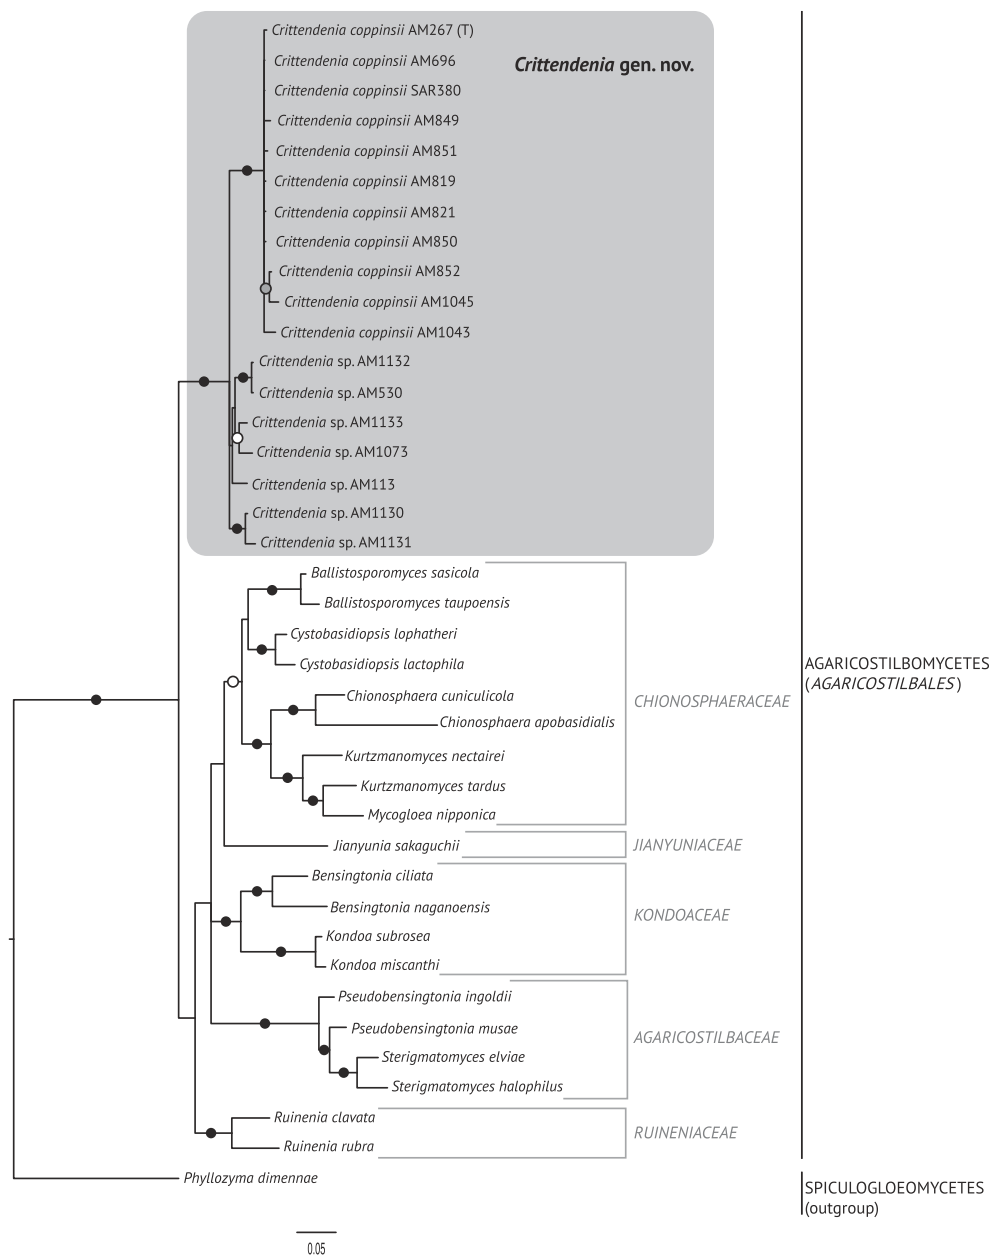 Crittendenia coppinsii AM267 (T)
Crittendenia gen. nov.
Crittendenia coppinsii AM696
Crittendenia coppinsii SAR380
Crittendenia coppinsii AM849
Crittendenia coppinsii AM851
Crittendenia coppinsii AM819
Crittendenia coppinsii AM821
Crittendenia coppinsii AM850
Crittendenia coppinsii AM852
Crittendenia coppinsii AM1045
Crittendenia coppinsii AM1043
Crittendenia sp. AM1132
Crittendenia sp. AM530
Crittendenia sp. AM1133
Crittendenia sp. AM1073
Crittendenia sp. AM113
Crittendenia sp. AM1130
Crittendenia sp. AM1131
Ballistosporomyces sasicola
Ballistosporomyces taupoensis
Cystobasidiopsis lophatheri
Cystobasidiopsis lactophila
Chionosphaera cuniculicola
Chionosphaera apobasidialis
Kurtzmanomyces nectairei
Kurtzmanomyces tardus
Mycogloea nipponica
CHIONOSPHAERACEAE
AGARICOSTILBOMYCETES
(AGARICOSTILBALES)
Jianyunia sakaguchii
JIANYUNIACEAE
Bensingtonia ciliata
Bensingtonia naganoensis
Kondoa subrosea
Kondoa miscanthi
KONDOACEAE
Pseudobensingtonia ingoldii
Pseudobensingtonia musae
Sterigmatomyces elviae
Sterigmatomyces halophilus
AGARICOSTILBACEAE
Ruinenia clavata
Ruinenia rubra
RUINENIACEAE
Phyllozyma dimennae
SPICULOGLOEOMYCETES
(outgroup)
0.05